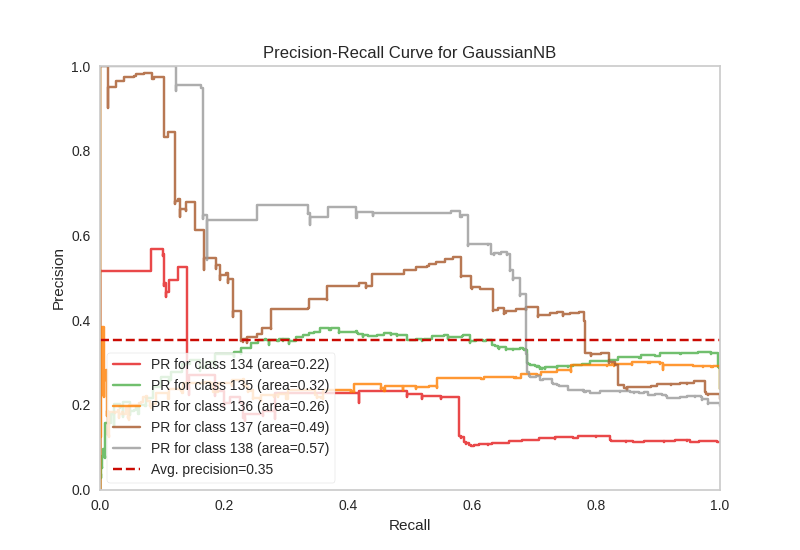 Precision-Recall Curve for GaussianNB
1.0
0.8
0.6
0.4
0.2
0.0
Precision
PR for class 134 (area=0.22)
PR for class 135 (area=0.32)
PR for class 136 (area=0.26)
PR for class 137 (area=0.49)
PR for class 138 (area=0.57)
Avg. precision=0.35
0.0 0.2 0.4 0.6 0.8 1.0
Recall